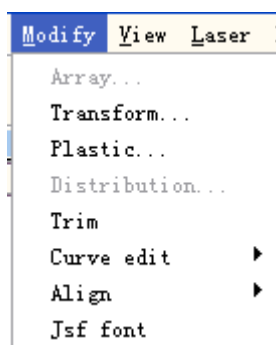 Modify View Laser
Array...
Transform...
Plastic...
Distribution...
Trim
Curve edit
Align
Jsf font